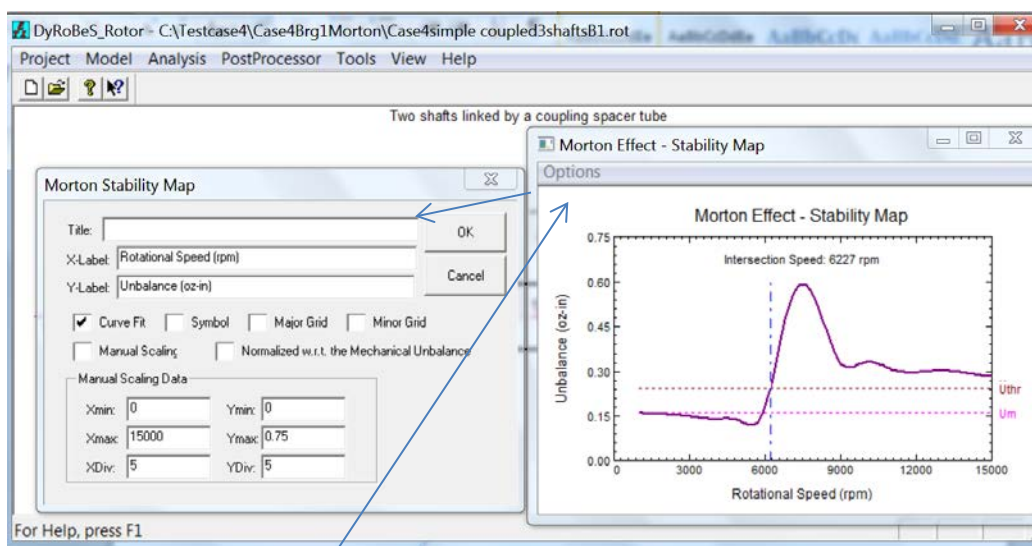 DyRoBeS_Rotor - C:\Testcase4\Case4Brg1Morton\Case4simple coupled3shaftsB1.rot
Project Model Analysis PostProcessor Tools View Help
Two shafts linked by a coupling spacer tube
Morton Stability Map
Title:
OK
X-Label: Rotational Speed (rpm)
Cancel
Y-Label: Unbalance (oz-in)
Curve Fit Symbol Major Grid Minor Grid
Manual Scaling Normalized w.r.t. the Mechanical Unbalance
Manual Scaling Data
Xmin: 0 Ymin: 0
Xmax: 15000 Ymax: 0.75
XDiv: 5 YDiv: 5
Morton Effect - Stability Map
Options
Morton Effect - Stability Map
Intersection Speed: 6227 rpm
Unbalance (oz-in)
0.75
0.60
0.45
0.30
0.15
0.00
Uthr
Um
0 3000 6000 9000 12000 15000
Rotational Speed (rpm)
For Help, press F1